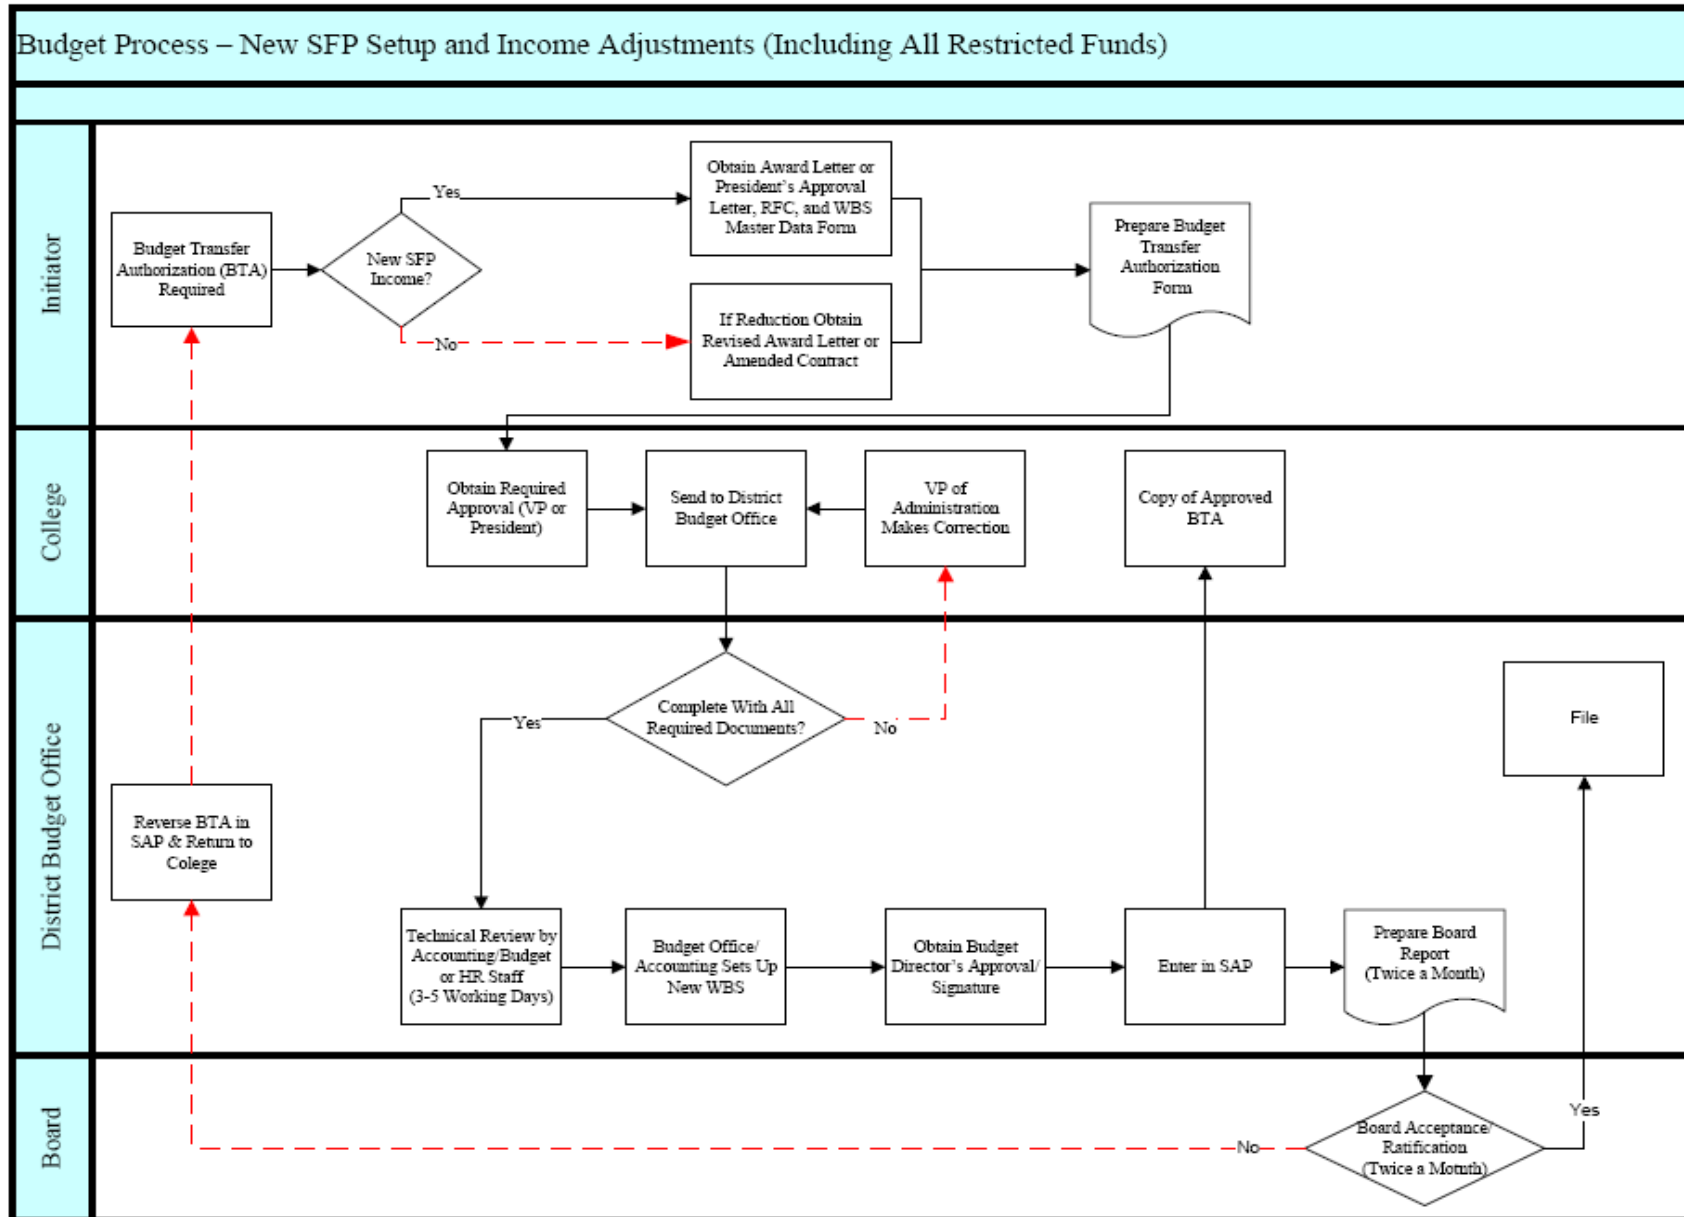 Budget Process – New SFP Setup and Income Adjustments (Including All Restricted Funds)
Initiator
Budget Transfer
Authorization (BTA)
Required
New SFP
Income?
Yes
No
Obtain Award Letter or
President's Approval
Letter, RFC, and WBS
Master Data Form
If Reduction Obtain
Revised Award Letter or
Amended Contract
Prepare Budget
Transfer
Authorization
Form
College
Obtain Required
Approval (VP or
President)
Send to District
Budget Office
VP of
Administration
Makes Correction
Copy of Approved
BTA
District Budget Office
Complete With All
Required Documents?
Yes
No
File
Reverse BTA in
SAP & Return to
Colege
Technical Review by
Accounting/Budget
or HR Staff
(3-5 Working Days)
Budget Office/
Accounting Sets Up
New WBS
Obtain Budget
Director's Approval/
Signature
Enter in SAP
Prepare Board
Report
(Twice a Month)
Board
Board Acceptance/
Ratification
(Twice a Motnth)
No
Yes